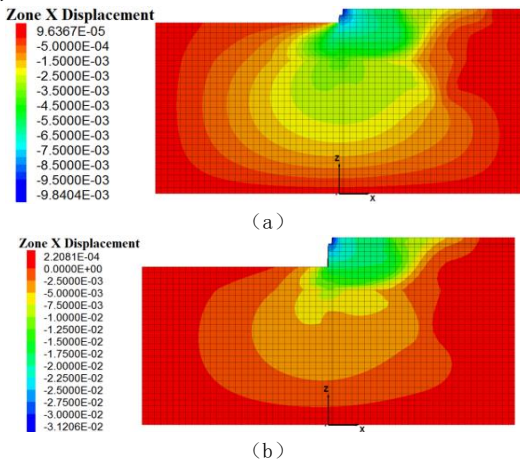 Zone X Displacement
9.6367E-05
-5.0000E-04
-1.5000E-03
-2.5000E-03
-3.5000E-03
-4.5000E-03
-5.5000E-03
-6.5000E-03
-7.5000E-03
-8.5000E-03
-9.5000E-03
-9.8404E-03
z
x
(a)
Zone X Displacement
2.2081E-04
0.0000E+00
-2.5000E-03
-5.0000E-03
-7.5000E-03
-1.0000E-02
-1.2500E-02
-1.5000E-02
-1.7500E-02
-2.0000E-02
-2.2500E-02
-2.5000E-02
-2.7500E-02
-3.0000E-02
-3.1206E-02
z
x
(b)